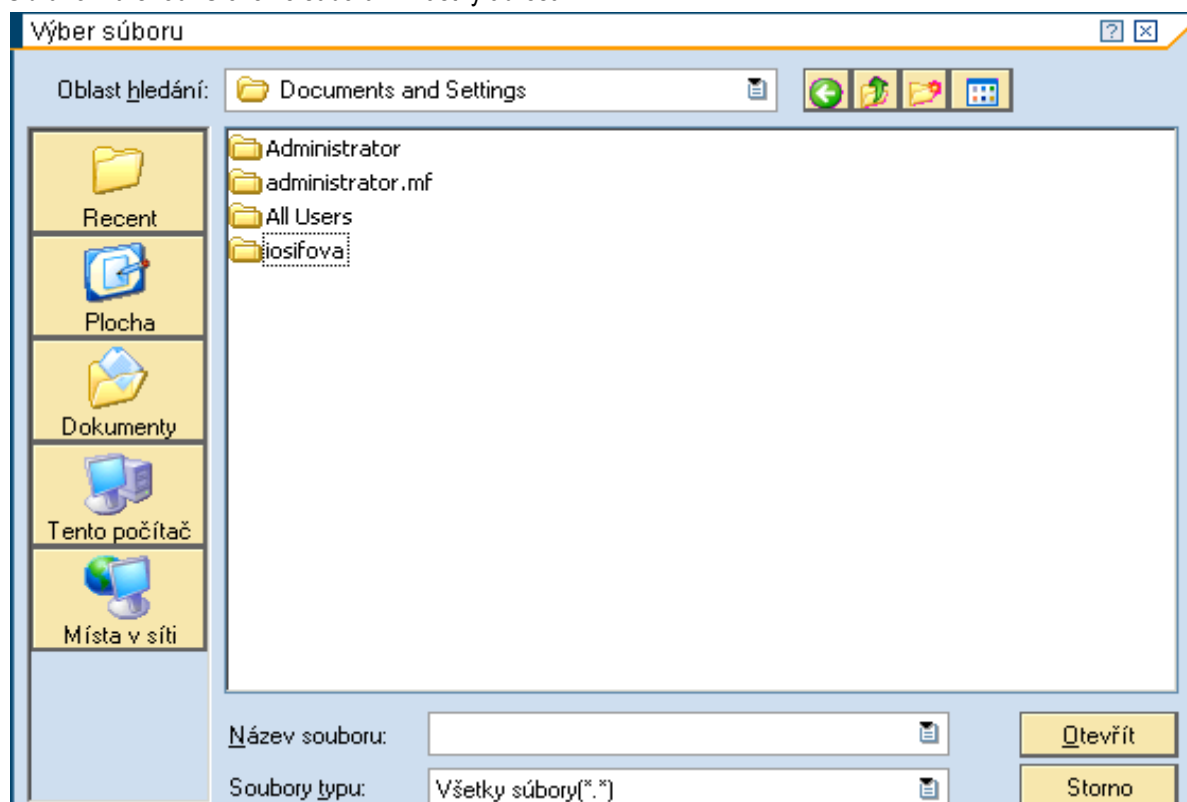 Výber súboru
Oblast hledání:
Documents and Settings
Recent
Plocha
Dokumenty
Tento počítač
Místa v síti
Administrator
administrator.mf
All Users
iosifova
Název souboru:
Otevřít
Soubory typu:
Všetky súbory(*.*)
Storno